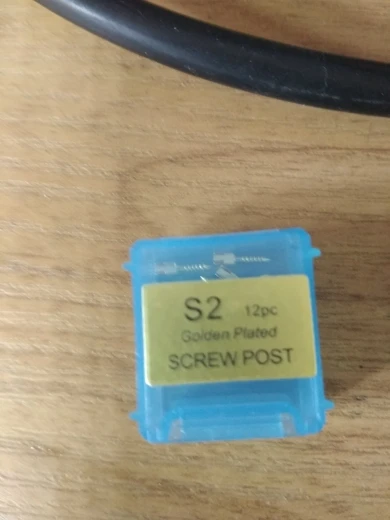 S2 12pc
Golden Plated
SCREW POST